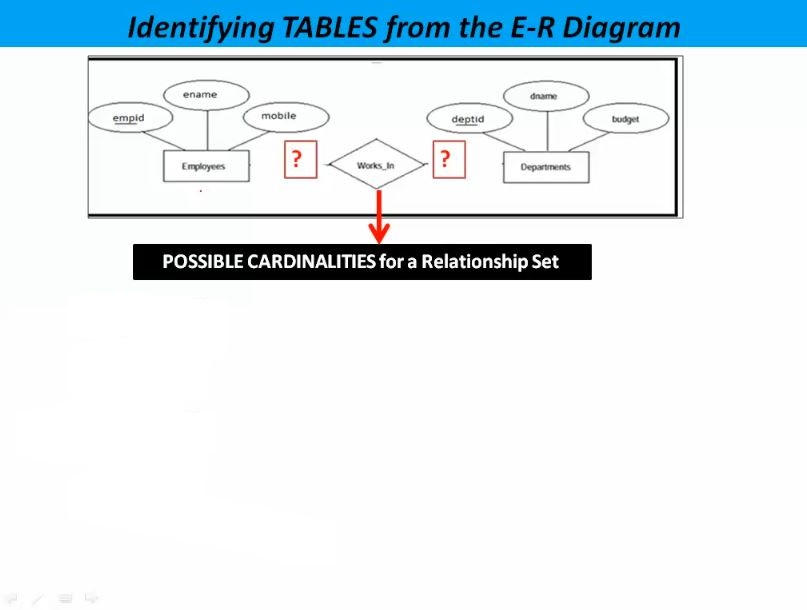 Identifying TABLES from the E-R Diagram
ename
empid
mobile
Employees
?
Works_In
?
dname
deptid
budget
Departments
POSSIBLE CARDINALITIES for a Relationship Set